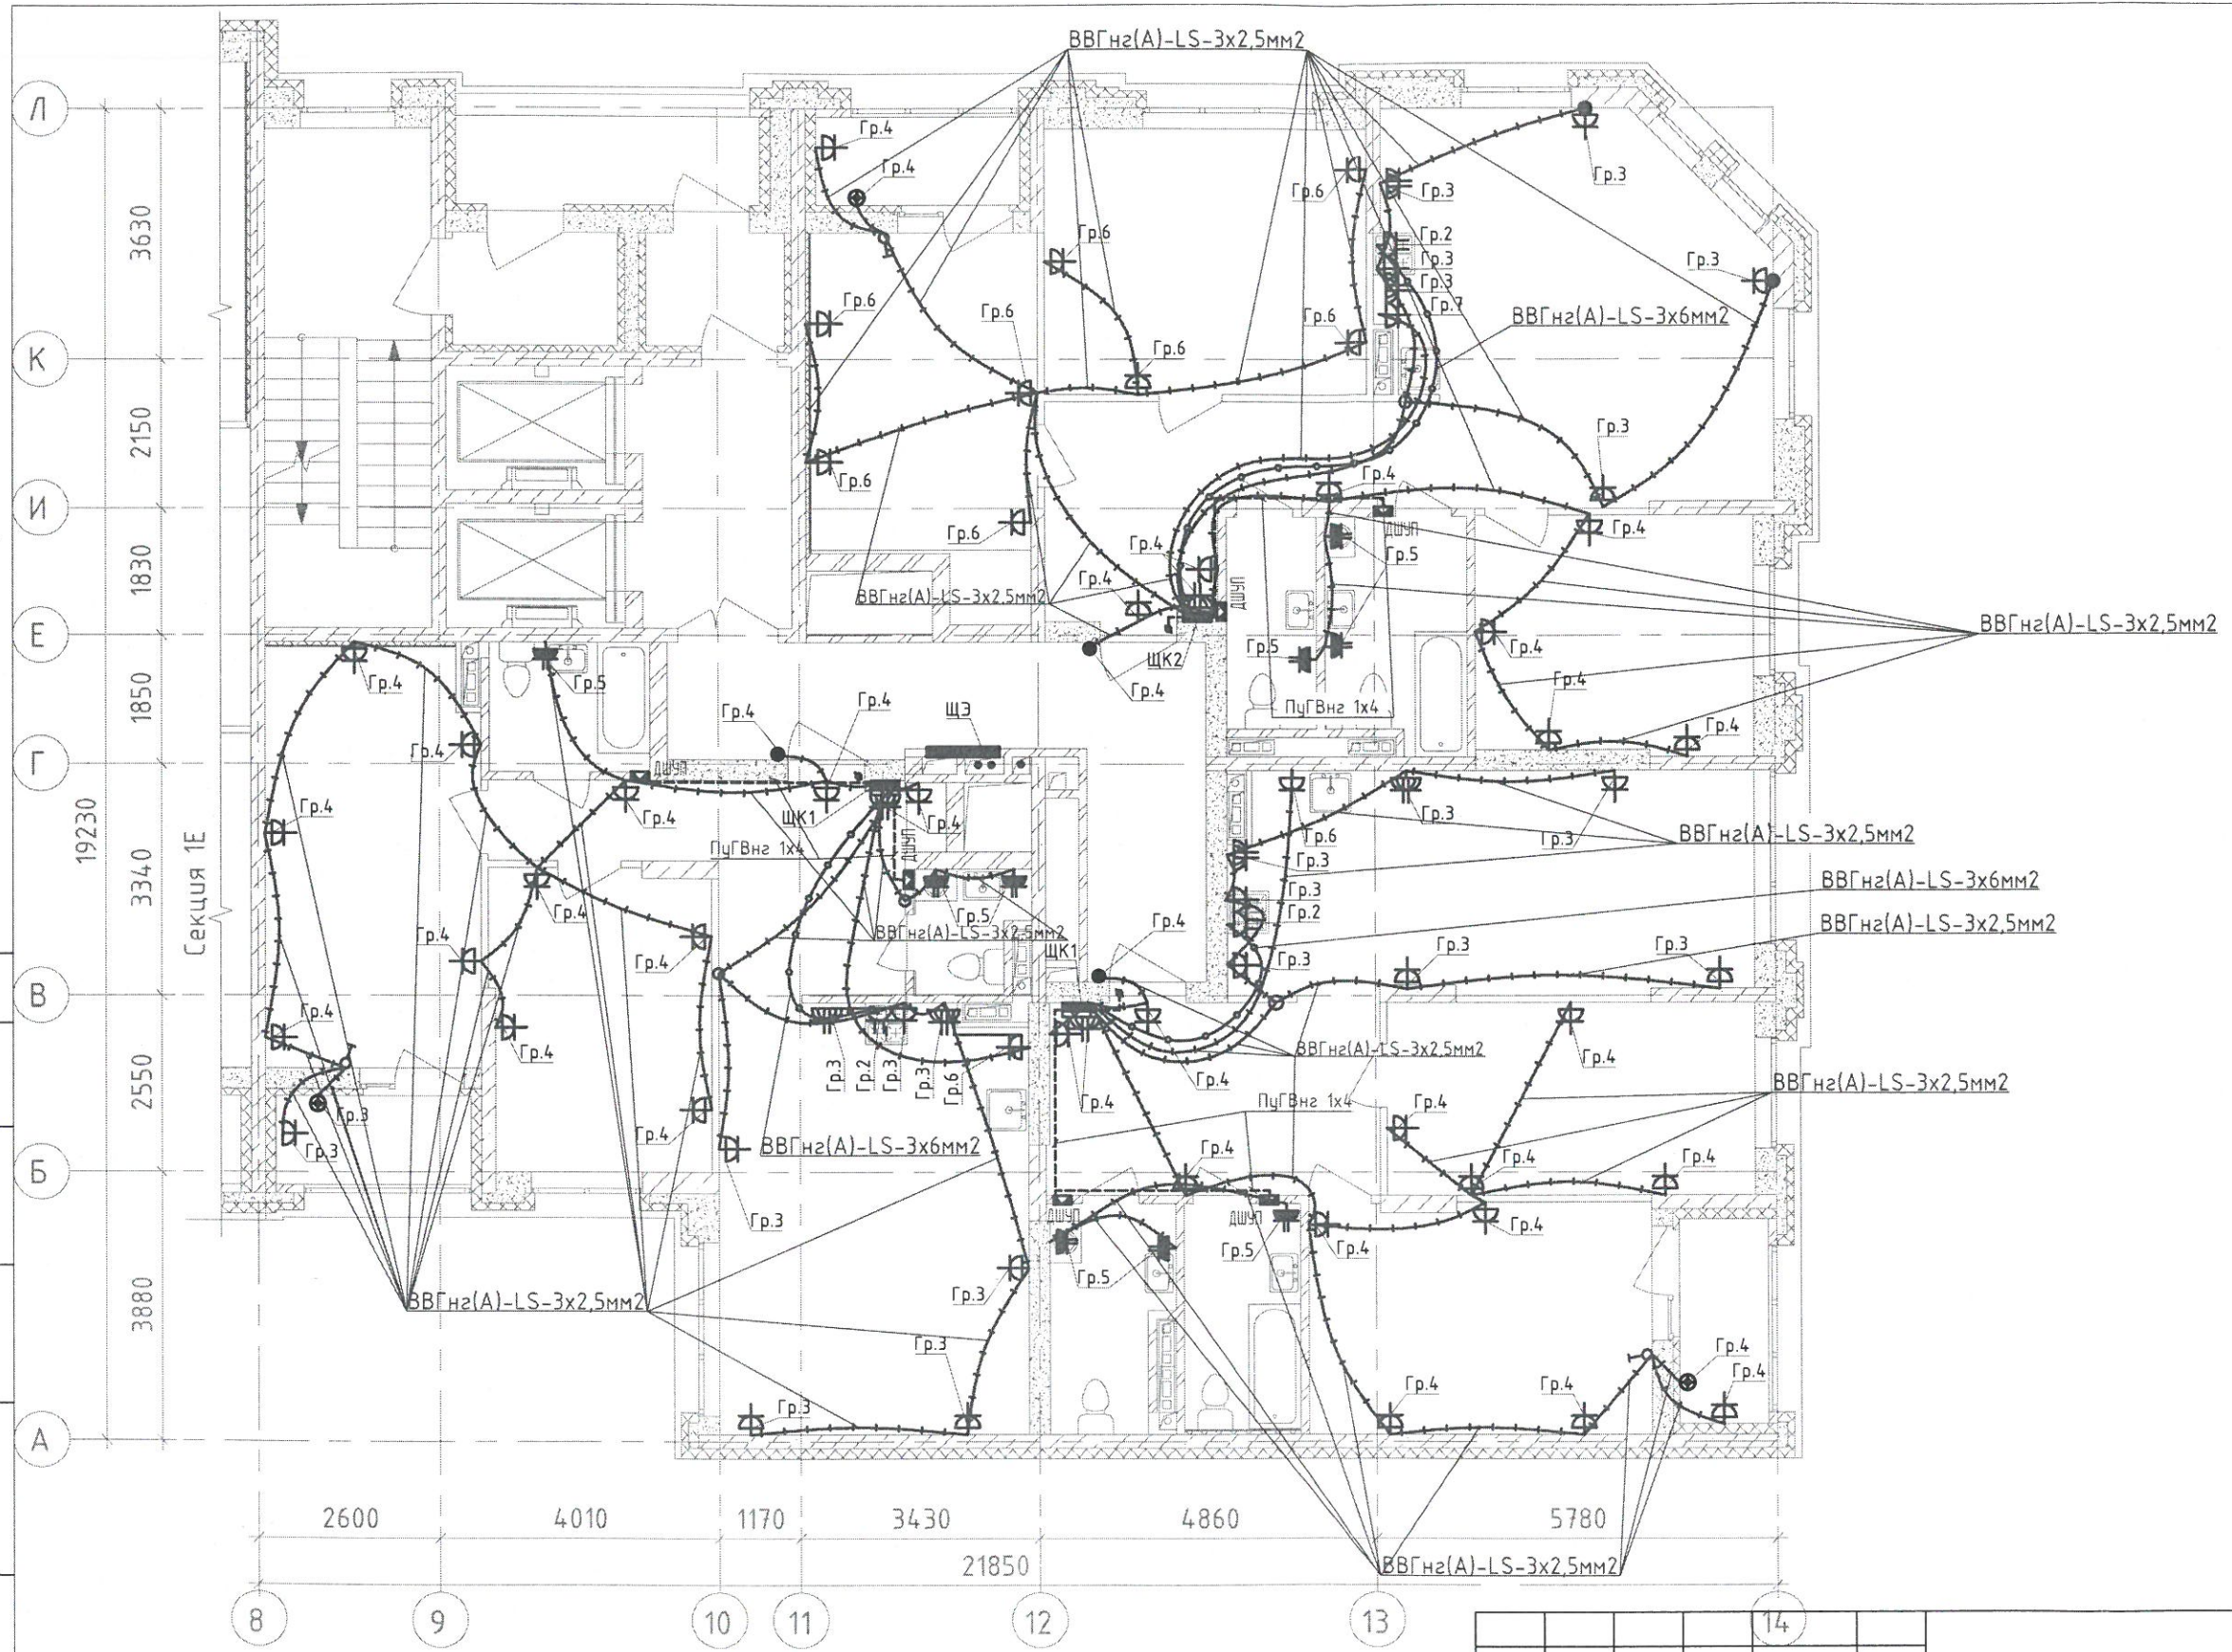 ВВГнг(А)-LS-3х2,5мм2
Л
Гр.4
Гр.4
Гр.6
Гр.3
Гр.3
Гр.2
Гр.3
Гр.3
Гр.7
Гр.3
Гр.6
3630
Гр.6
Гр.6
Гр.6
Гр.6
ВВГнг(А)-LS-3х6мм2
К
2150
Гр.6
Гр.6
Гр.3
И
Гр.4
ДШУП
Гр.4
Гр.5
1830
Гр.4
Гр.4
ДШУП
ВВГнг(А)-LS-3х2,5мм2
Е
ВВГнг(А)-LS-3х2,5мм2
Гр.5
Гр.4
ЩК2
Гр.4
1850
Гр.4
Гр.5
Гр.4
Гр.4
ЩЭ
ПуГВнг 1х4
Гр.4
Гр.4
Г
Гр.4
ДШУП
Гр.4
ЩК1
Гр.4
ДШУП
ПуГВнг 1х4
Гр.6
Гр.3
Гр.3
ВВГнг(А)-LS-3х2,5мм2
19230
3340
Секция 1Е
Гр.4
Гр.3
Гр.3
Гр.2
ВВГнг(А)-LS-3х6мм2
ВВГнг(А)-LS-3х2,5мм2
Гр.4
Гр.4
Гр.4
Гр.5
ВВГнг(А)-LS-3х2,5мм2
ЩК1
Гр.4
Гр.3
Гр.3
Гр.3
В
Гр.4
Гр.4
Гр.3
Гр.2
Гр.3
Гр.3
Гр.6
ВВГнг(А)-LS-3х2,5мм2
Гр.4
Гр.4
Гр.4
ВВГнг(А)-LS-3х2,5мм2
2550
Гр.3
Гр.3
Гр.4
ПуГВнг 1х4
Гр.4
ВВГнг(А)-LS-3х6мм2
Б
Гр.4
Гр.4
Гр.4
Гр.3
ДШУП
ДШУП
Гр.5
Гр.5
Гр.4
Гр.4
3880
ВВГнг(А)-LS-3х2,5мм2
Гр.3
Гр.3
Гр.3
Гр.4
Гр.4
Гр.4
Гр.4
А
2600
4010
1170
3430
4860
5780
21850
ВВГнг(А)-LS-3х2,5мм2
8
9
10
11
12
13
14